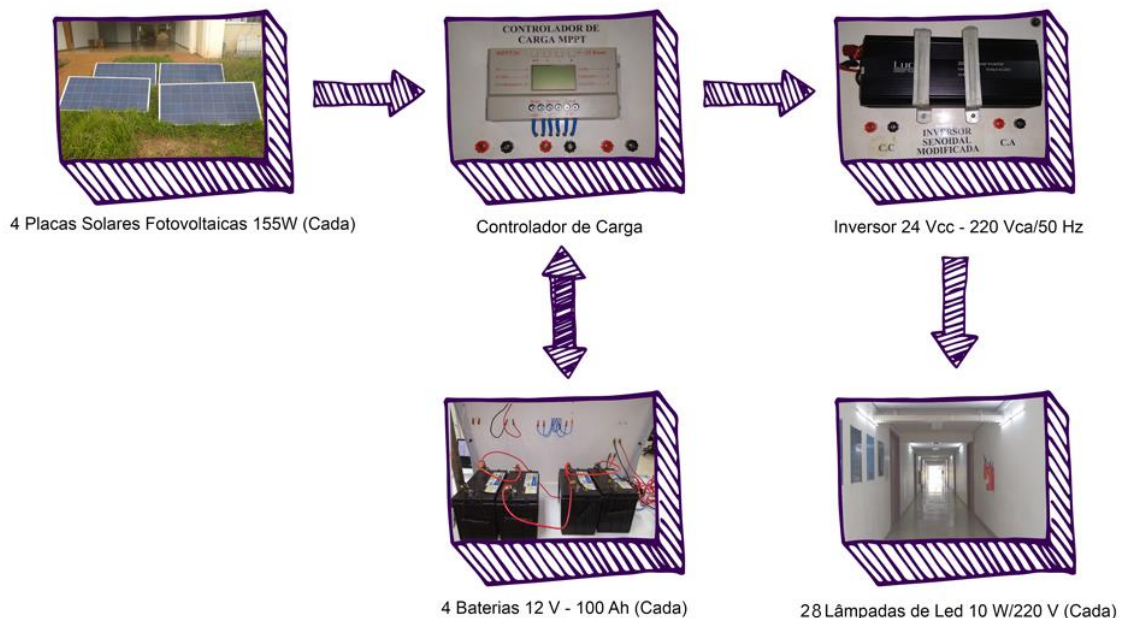 CONTROLADOR DE
CARGA MPPT
INVERSOR
SENOIDAL
MODIFICADA
C.C
C.A
4 Placas Solares Fotovoltaicas 155W (Cada)
Controlador de Carga
Inversor 24 Vcc - 220 Vca/50 Hz
4 Baterias 12 V - 100 Ah (Cada)
28 Lâmpadas de Led 10 W/220 V (Cada)